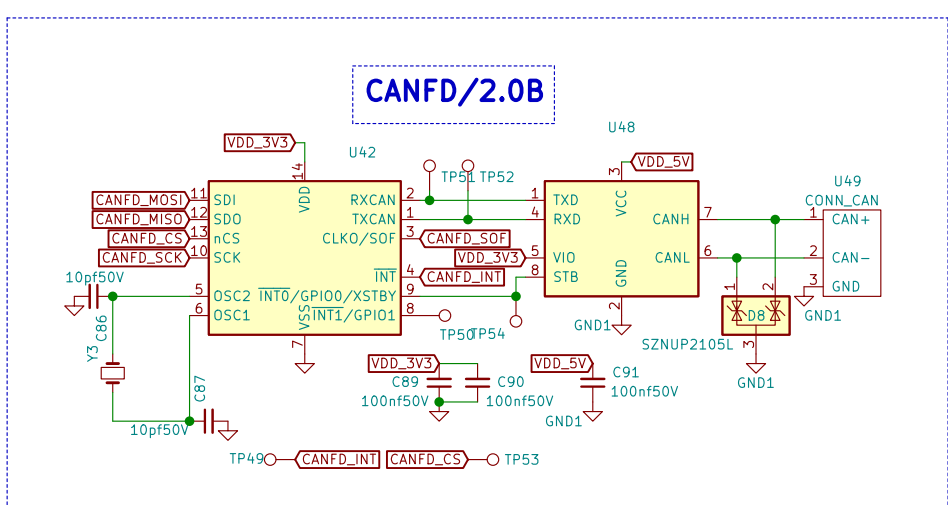 CANFD/2.0B
U48
VDD_3V3
U42
14
3
VDD_5V
TP51
TP52
U49
CONN_CAN
CANFD_MOSI
11
SDI
VDD
RXCAN
2
1
TXD
VCC
CANFD_MISO
12
SDO
TXCAN
1
4
RXD
CANH
7
1
CAN+
CANFD_CS
13
nCS
CLKO/SOF
3
CANFD_SOF
CANFD_SCK
10
SCK
VDD_3V3
5
VIO
CANL
6
2
CAN-
INT
4
CANFD_INT
8
STB
GND
10pf50V
1
2
3
GND
5
OSC2
INT0/GPIO0/XSTBY
9
2
GND1
C86
6
OSC1
VSS
INT1/GPIO1
8
D8
GND1
TP50
TP54
7
SZNUP2105L
3
Y3
VDD_3V3
VDD_5V
C87
C89
C90
C91
GND1
100nf50V
100nf50V
100nf50V
GND1
10pf50V
TP49
CANFD_INT
CANFD_CS
TP53